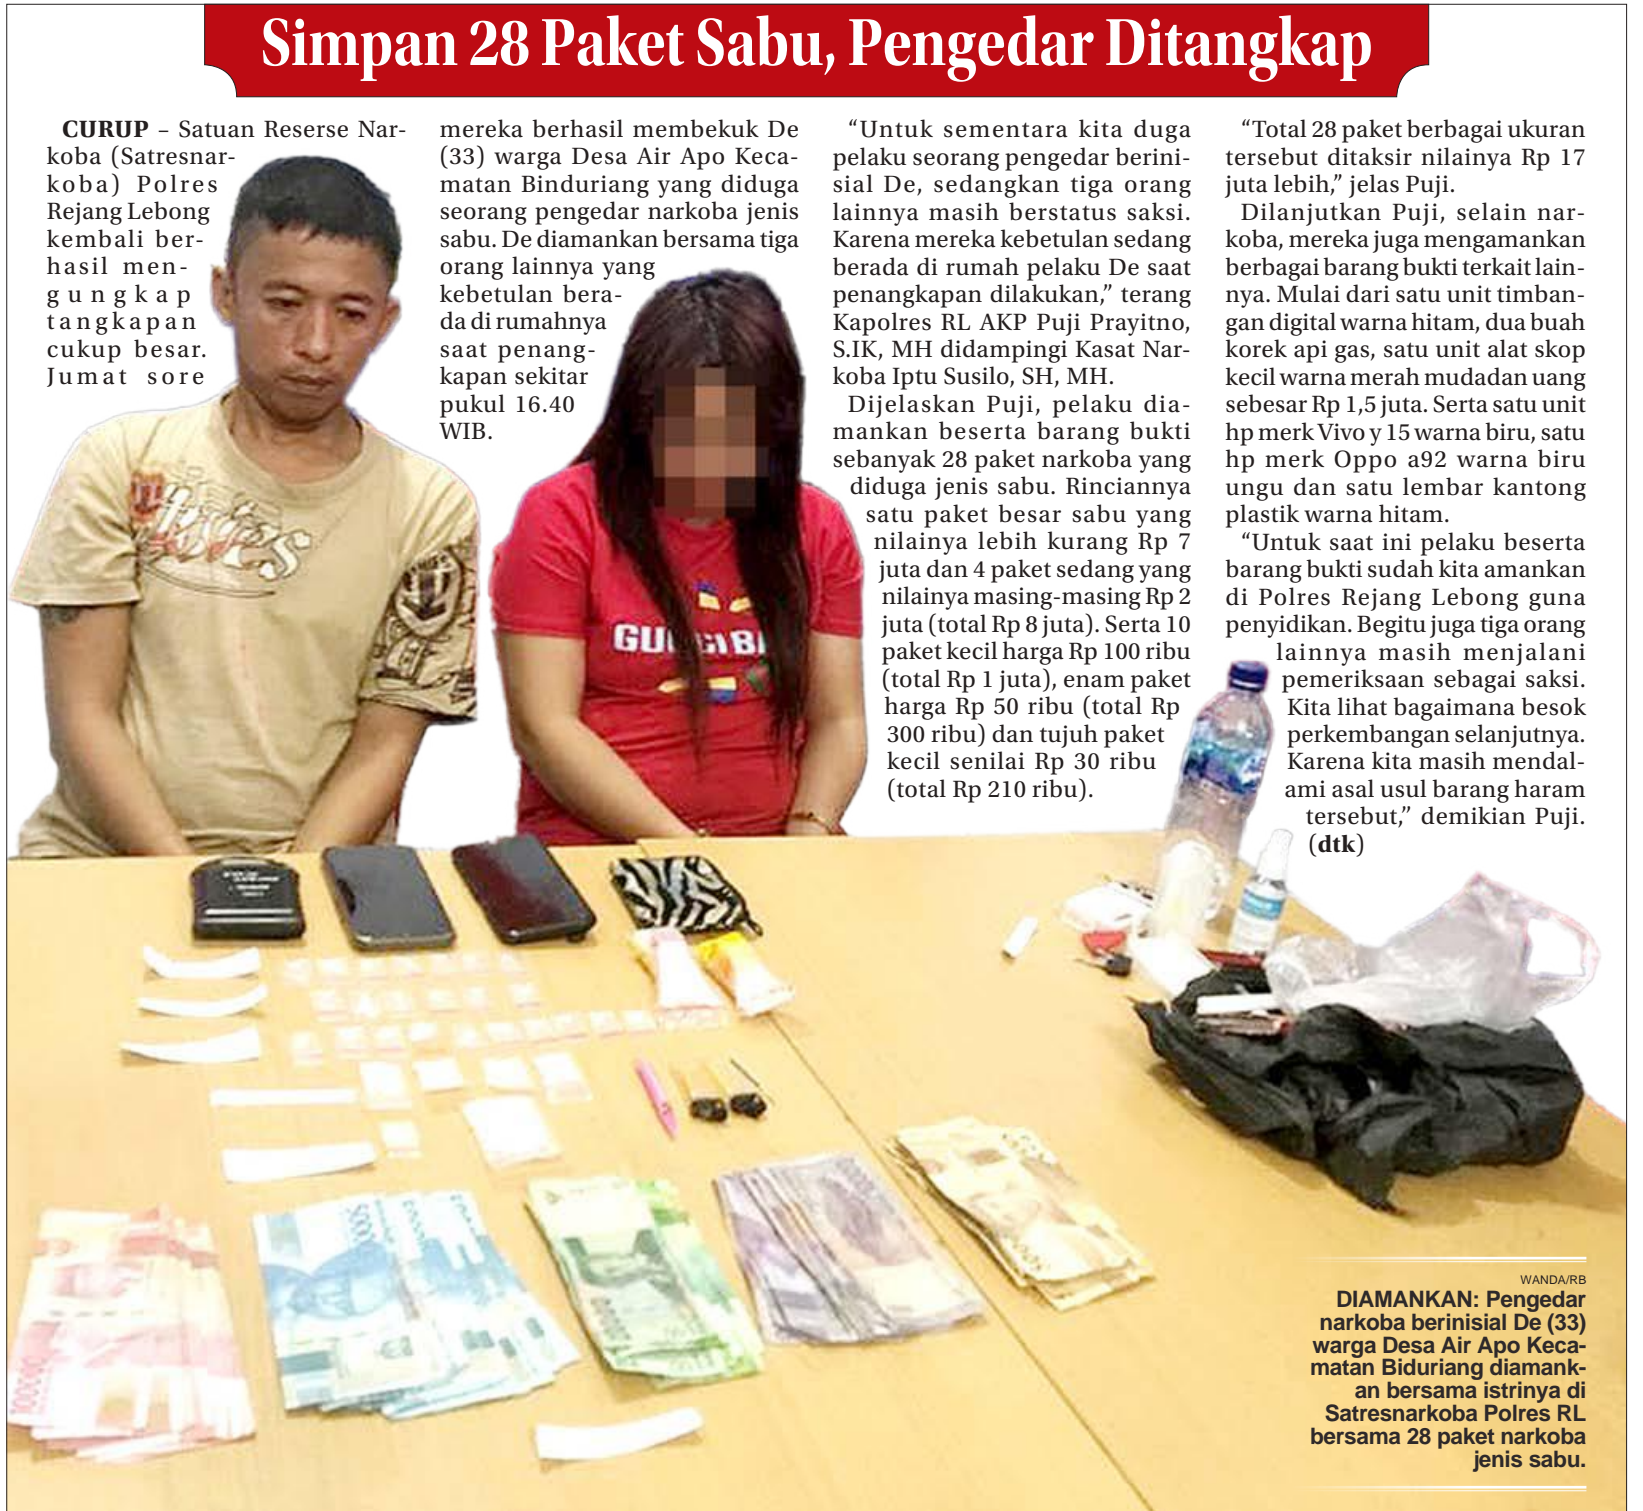 Simpan 28 Paket Sabu, Pengedar Ditangkap
CURUP – Satuan Reserse Nar-
koba (Satresnar-
koba) Polres
Rejang Lebong
kembali ber-
hasil men-
gungkap
tangkapan
cukup besar.
Jumat sore
mereka berhasil membekuk De
(33) warga Desa Air Apo Keca-
matan Binduriang yang diduga
seorang pengedar narkoba jenis
sabu. De diamankan bersama tiga
orang lainnya yang
kebetulan bera-
da di rumahnya
saat penang-
kapan sekitar
pukul 16.40
WIB.
“Untuk sementara kita duga
pelaku seorang pengedar berini-
sial De, sedangkan tiga orang
lainnya masih berstatus saksi.
Karena mereka kebetulan sedang
berada di rumah pelaku De saat
penangkapan dilakukan,” terang
Kapolres RL AKP Puji Prayitno,
S.IK, MH didampingi Kasat Nar-
koba Iptu Susilo, SH, MH.
Dijelaskan Puji, pelaku dia-
mankan beserta barang bukti
sebanyak 28 paket narkoba yang
diduga jenis sabu. Rinciannya
satu paket besar sabu yang
nilainya lebih kurang Rp 7
juta dan 4 paket sedang yang
nilainya masing-masing Rp 2
juta (total Rp 8 juta). Serta 10
paket kecil harga Rp 100 ribu
(total Rp 1 juta), enam paket
harga Rp 50 ribu (total Rp
300 ribu) dan tujuh paket
kecil senilai Rp 30 ribu
(total Rp 210 ribu).
“Total 28 paket berbagai ukuran
tersebut ditaksir nilainya Rp 17
juta lebih,” jelas Puji.
Dilanjutkan Puji, selain nar-
koba, mereka juga mengamankan
berbagai barang bukti terkait lain-
nya. Mulai dari satu unit timban-
gan digital warna hitam, dua buah
korek api gas, satu unit alat skop
kecil warna merah mudadan uang
sebesar Rp 1,5 juta. Serta satu unit
hp merk Vivo y 15 warna biru, satu
hp merk Oppo a92 warna biru
ungu dan satu lembar kantong
plastik warna hitam.
“Untuk saat ini pelaku beserta
barang bukti sudah kita amankan
di Polres Rejang Lebong guna
penyidikan. Begitu juga tiga orang
lainnya masih menjalani
pemeriksaan sebagai saksi.
Kita lihat bagaimana besok
perkembangan selanjutnya.
Karena kita masih mendal-
ami asal usul barang haram
tersebut,” demikian Puji.
(dtk)
100000
WANDA/RB
DIAMANKAN: Pengedar
narkoba berinisial De (33)
warga Desa Air Apo Keca-
matan Biduriang diamank-
an bersama istrinya di
Satresnarkoba Polres RL
bersama 28 paket narkoba
jenis sabu.